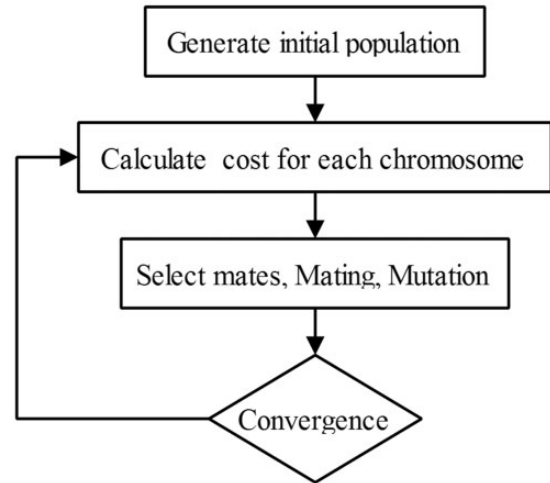 Generate initial population
Calculate cost for each chromosome
Select mates, Mating, Mutation
Convergence